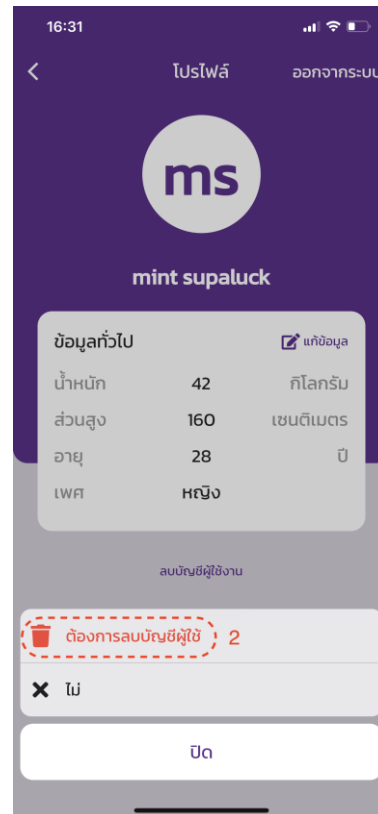 16:31
โปรไฟล์ ออกจากระบบ
ms
mint supaluck
ข้อมูลทั่วไป แก้ข้อมูล
น้ำหนัก 42 กิโลกรัม
ส่วนสูง 160 เซนติเมตร
อายุ 28 ปี
เพศ หญิง
ลบบัญชีผู้ใช้งาน
ต้องการลบบัญชีผู้ใช้ 2
ไม่
ปิด